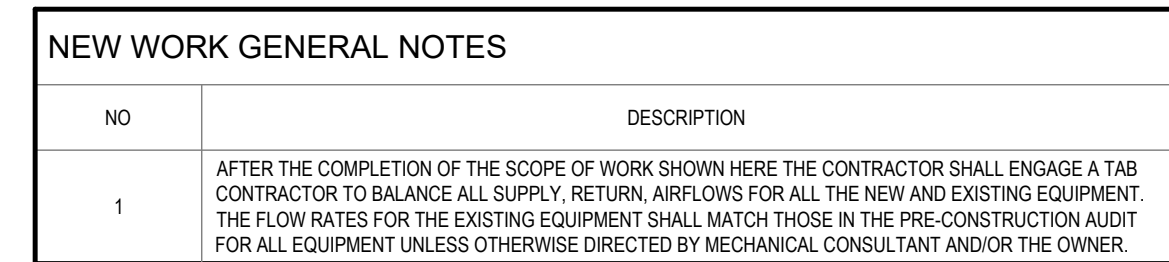 NEW WORK GENERAL NOTES
NO DESCRIPTION
1
AFTER THE COMPLETION OF THE SCOPE OF WORK SHOWN HERE THE CONTRACTOR SHALL ENGAGE A TAB
CONTRACTOR TO BALANCE ALL SUPPLY, RETURN, AIRFLOWS FOR ALL THE NEW AND EXISTING EQUIPMENT.
THE FLOW RATES FOR THE EXISTING EQUIPMENT SHALL MATCH THOSE IN THE PRE-CONSTRUCTION AUDIT
FOR ALL EQUIPMENT UNLESS OTHERWISE DIRECTED BY MECHANICAL CONSULTANT AND/OR THE OWNER.